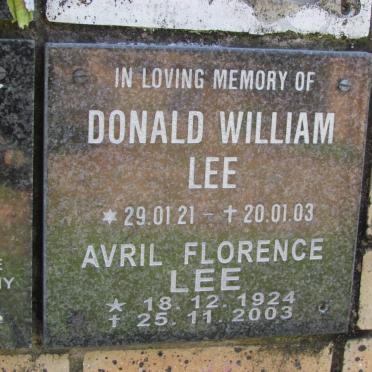 IN LOVING MEMORY OF
DONALD WILLIAM
LEE
* 29.01.21 - † 20.01.03
AVRIL FLORENCE
LEE
* 18.12.1924
† 25.11.2003